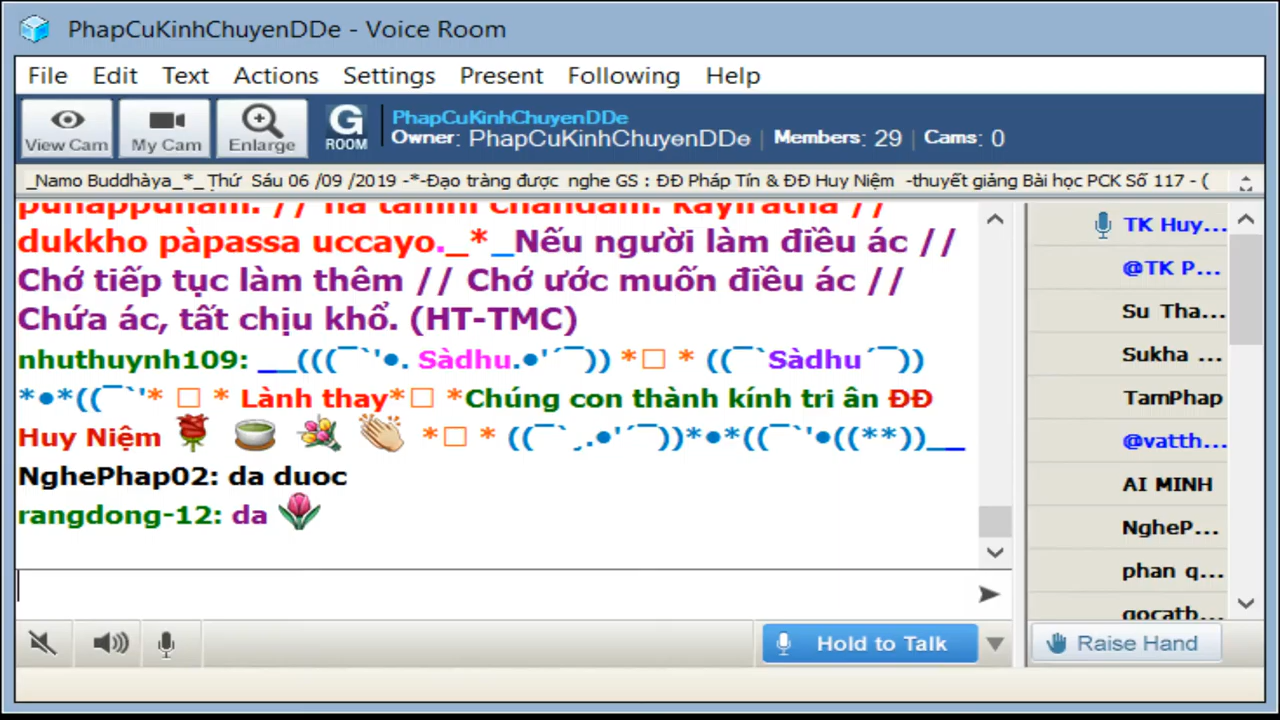 PhapCuKinhChuyenDDe - Voice Room
File Edit Text Actions Settings Present Following Help
View Cam My Cam Enlarge G ROOM
PhapCuKinhChuyenDDe
Owner: PhapCuKinhChuyenDDe | Members: 29 | Cams: 0
_Namo Buddhàya_*_ Thứ Sáu 06 /09 /2019 -*-Đạo tràng được nghe GS : ĐĐ Pháp Tín & ĐĐ Huy Niệm -thuyết giảng Bài học PCK Số 117 - (
dukkho pàpassa uccayo._*_Nếu người làm điều ác //
Chớ tiếp tục làm thêm // Chớ ước muốn điều ác //
Chứa ác, tất chịu khổ. (HT-TMC)
nhuthuynh109: __(((¯`'●. Sàdhu.●'´¯)) *□ * ((¯`Sàdhu´¯))
*●*((¯`'* □ * Lành thay*□ *Chúng con thành kính tri ân ĐĐ
Huy Niệm *□ * ((¯`¸.●'´¯))*●*((¯`'●((**))__
NghePhap02: da duoc
rangdong-12: da
TK Huy...
@TK P...
Su Tha...
Sukha ...
TamPhap
@vatth...
AI MINH
NgheP...
phan q...
gocatb...
Hold to Talk
Raise Hand